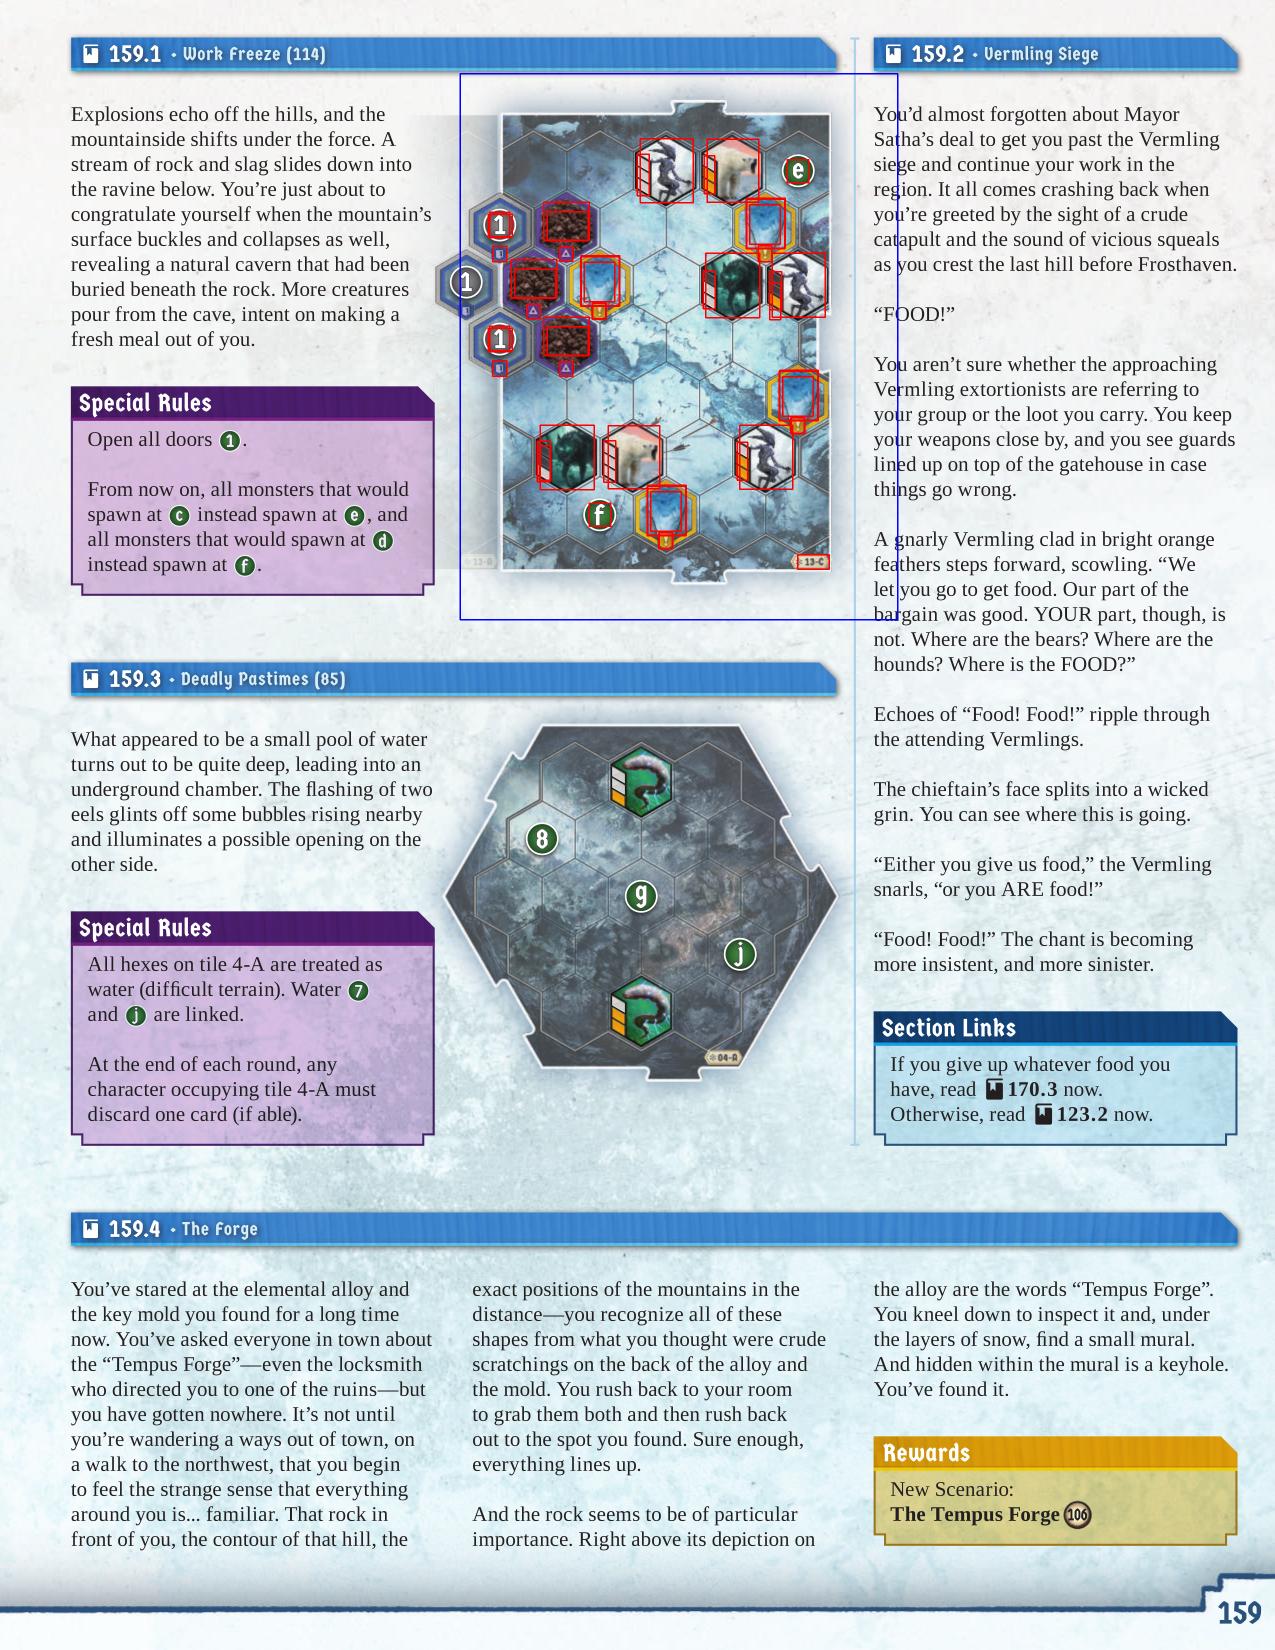 159.1 • Work Freeze (114)
Explosions echo off the hills, and the
mountainside shifts under the force. A
stream of rock and slag slides down into
the ravine below. You’re just about to
congratulate yourself when the mountain’s
surface buckles and collapses as well,
revealing a natural cavern that had been
buried beneath the rock. More creatures
pour from the cave, intent on making a
fresh meal out of you.
Special Rules
Open all doors 1.
From now on, all monsters that would
spawn at c instead spawn at e, and
all monsters that would spawn at d
instead spawn at f.
e
1
1
1
f
13-A
13-C
159.2 • Vermling Siege
You’d almost forgotten about Mayor
Satha’s deal to get you past the Vermling
siege and continue your work in the
region. It all comes crashing back when
you’re greeted by the sight of a crude
catapult and the sound of vicious squeals
as you crest the last hill before Frosthaven.
“FOOD!”
You aren’t sure whether the approaching
Vermling extortionists are referring to
your group or the loot you carry. You keep
your weapons close by, and you see guards
lined up on top of the gatehouse in case
things go wrong.
A gnarly Vermling clad in bright orange
feathers steps forward, scowling. “We
let you go to get food. Our part of the
bargain was good. YOUR part, though, is
not. Where are the bears? Where are the
hounds? Where is the FOOD?”
Echoes of “Food! Food!” ripple through
the attending Vermlings.
The chieftain’s face splits into a wicked
grin. You can see where this is going.
“Either you give us food,” the Vermling
snarls, “or you ARE food!”
“Food! Food!” The chant is becoming
more insistent, and more sinister.
Section Links
If you give up whatever food you
have, read 170.3 now.
Otherwise, read 123.2 now.
159.3 • Deadly Pastimes (85)
What appeared to be a small pool of water
turns out to be quite deep, leading into an
underground chamber. The flashing of two
eels glints off some bubbles rising nearby
and illuminates a possible opening on the
other side.
Special Rules
All hexes on tile 4-A are treated as
water (difficult terrain). Water 7
and j are linked.
At the end of each round, any
character occupying tile 4-A must
discard one card (if able).
8
g
j
04-A
159.4 • The Forge
You’ve stared at the elemental alloy and
the key mold you found for a long time
now. You’ve asked everyone in town about
the “Tempus Forge”—even the locksmith
who directed you to one of the ruins—but
you have gotten nowhere. It’s not until
you’re wandering a ways out of town, on
a walk to the northwest, that you begin
to feel the strange sense that everything
around you is... familiar. That rock in
front of you, the contour of that hill, the
exact positions of the mountains in the
distance—you recognize all of these
shapes from what you thought were crude
scratchings on the back of the alloy and
the mold. You rush back to your room
to grab them both and then rush back
out to the spot you found. Sure enough,
everything lines up.
And the rock seems to be of particular
importance. Right above its depiction on
the alloy are the words “Tempus Forge”.
You kneel down to inspect it and, under
the layers of snow, find a small mural.
And hidden within the mural is a keyhole.
You’ve found it.
Rewards
New Scenario:
The Tempus Forge 106
159